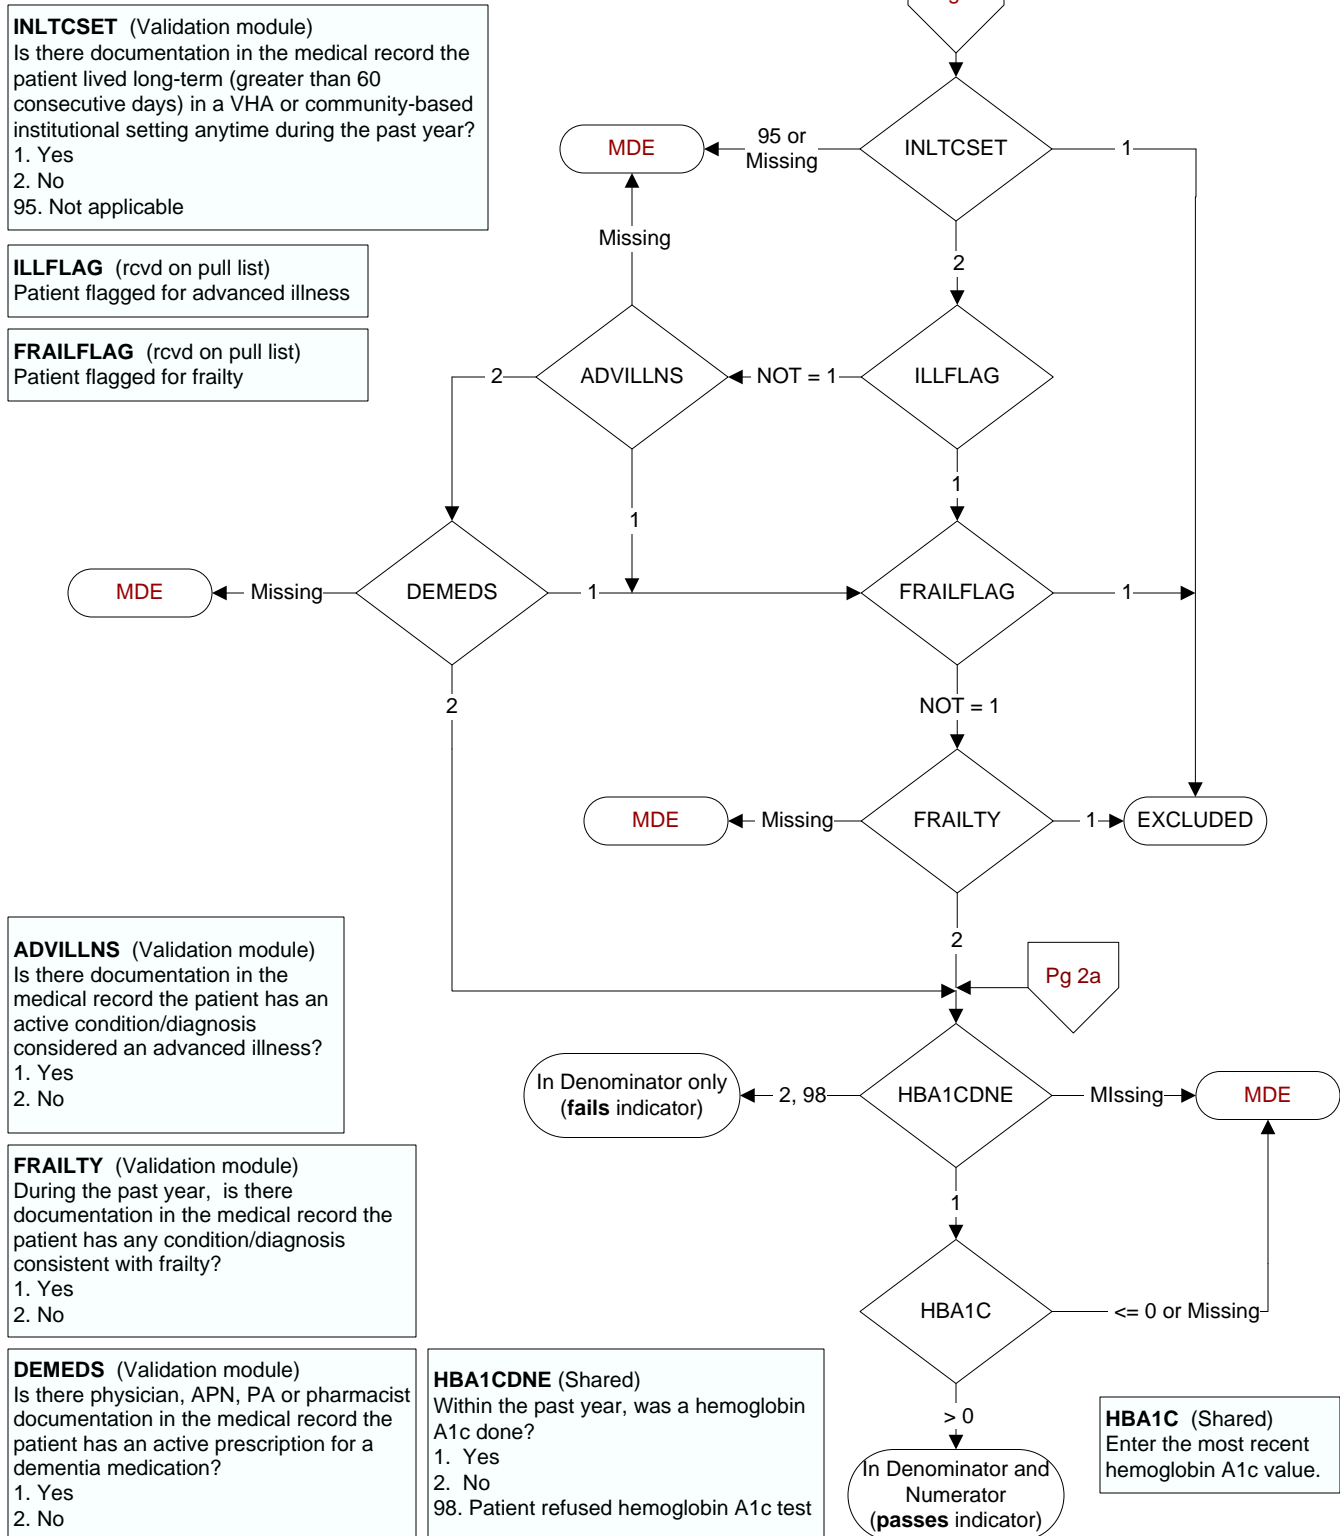 INLTCSET (Validation module)
Is there documentation in the medical record the
patient lived long-term (greater than 60
consecutive days) in a VHA or community-based
institutional setting anytime during the past year?
1. Yes
2. No
95. Not applicable
ILLFLAG (rcvd on pull list)
Patient flagged for advanced illness
FRAILFLAG (rcvd on pull list)
Patient flagged for frailty
MDE
95 or
Missing
INLTCSET
1
Missing
2
2
ADVILLNS
NOT = 1
ILLFLAG
1
1
MDE
Missing
DEMEDS
1
FRAILFLAG
1
2
NOT = 1
MDE
Missing
FRAILTY
1
EXCLUDED
2
Pg 2a
ADVILLNS (Validation module)
Is there documentation in the
medical record the patient has an
active condition/diagnosis
considered an advanced illness?
1. Yes
2. No
In Denominator only
(fails indicator)
2, 98
HBA1CDNE
MIssing
MDE
1
FRAILTY (Validation module)
During the past year, is there
documentation in the medical record the
patient has any condition/diagnosis
consistent with frailty?
1. Yes
2. No
HBA1C
<= 0 or Missing
> 0
In Denominator and
Numerator
(passes indicator)
DEMEDS (Validation module)
Is there physician, APN, PA or pharmacist
documentation in the medical record the
patient has an active prescription for a
dementia medication?
1. Yes
2. No
HBA1CDNE (Shared)
Within the past year, was a hemoglobin
A1c done?
1. Yes
2. No
98. Patient refused hemoglobin A1c test
HBA1C (Shared)
Enter the most recent
hemoglobin A1c value.